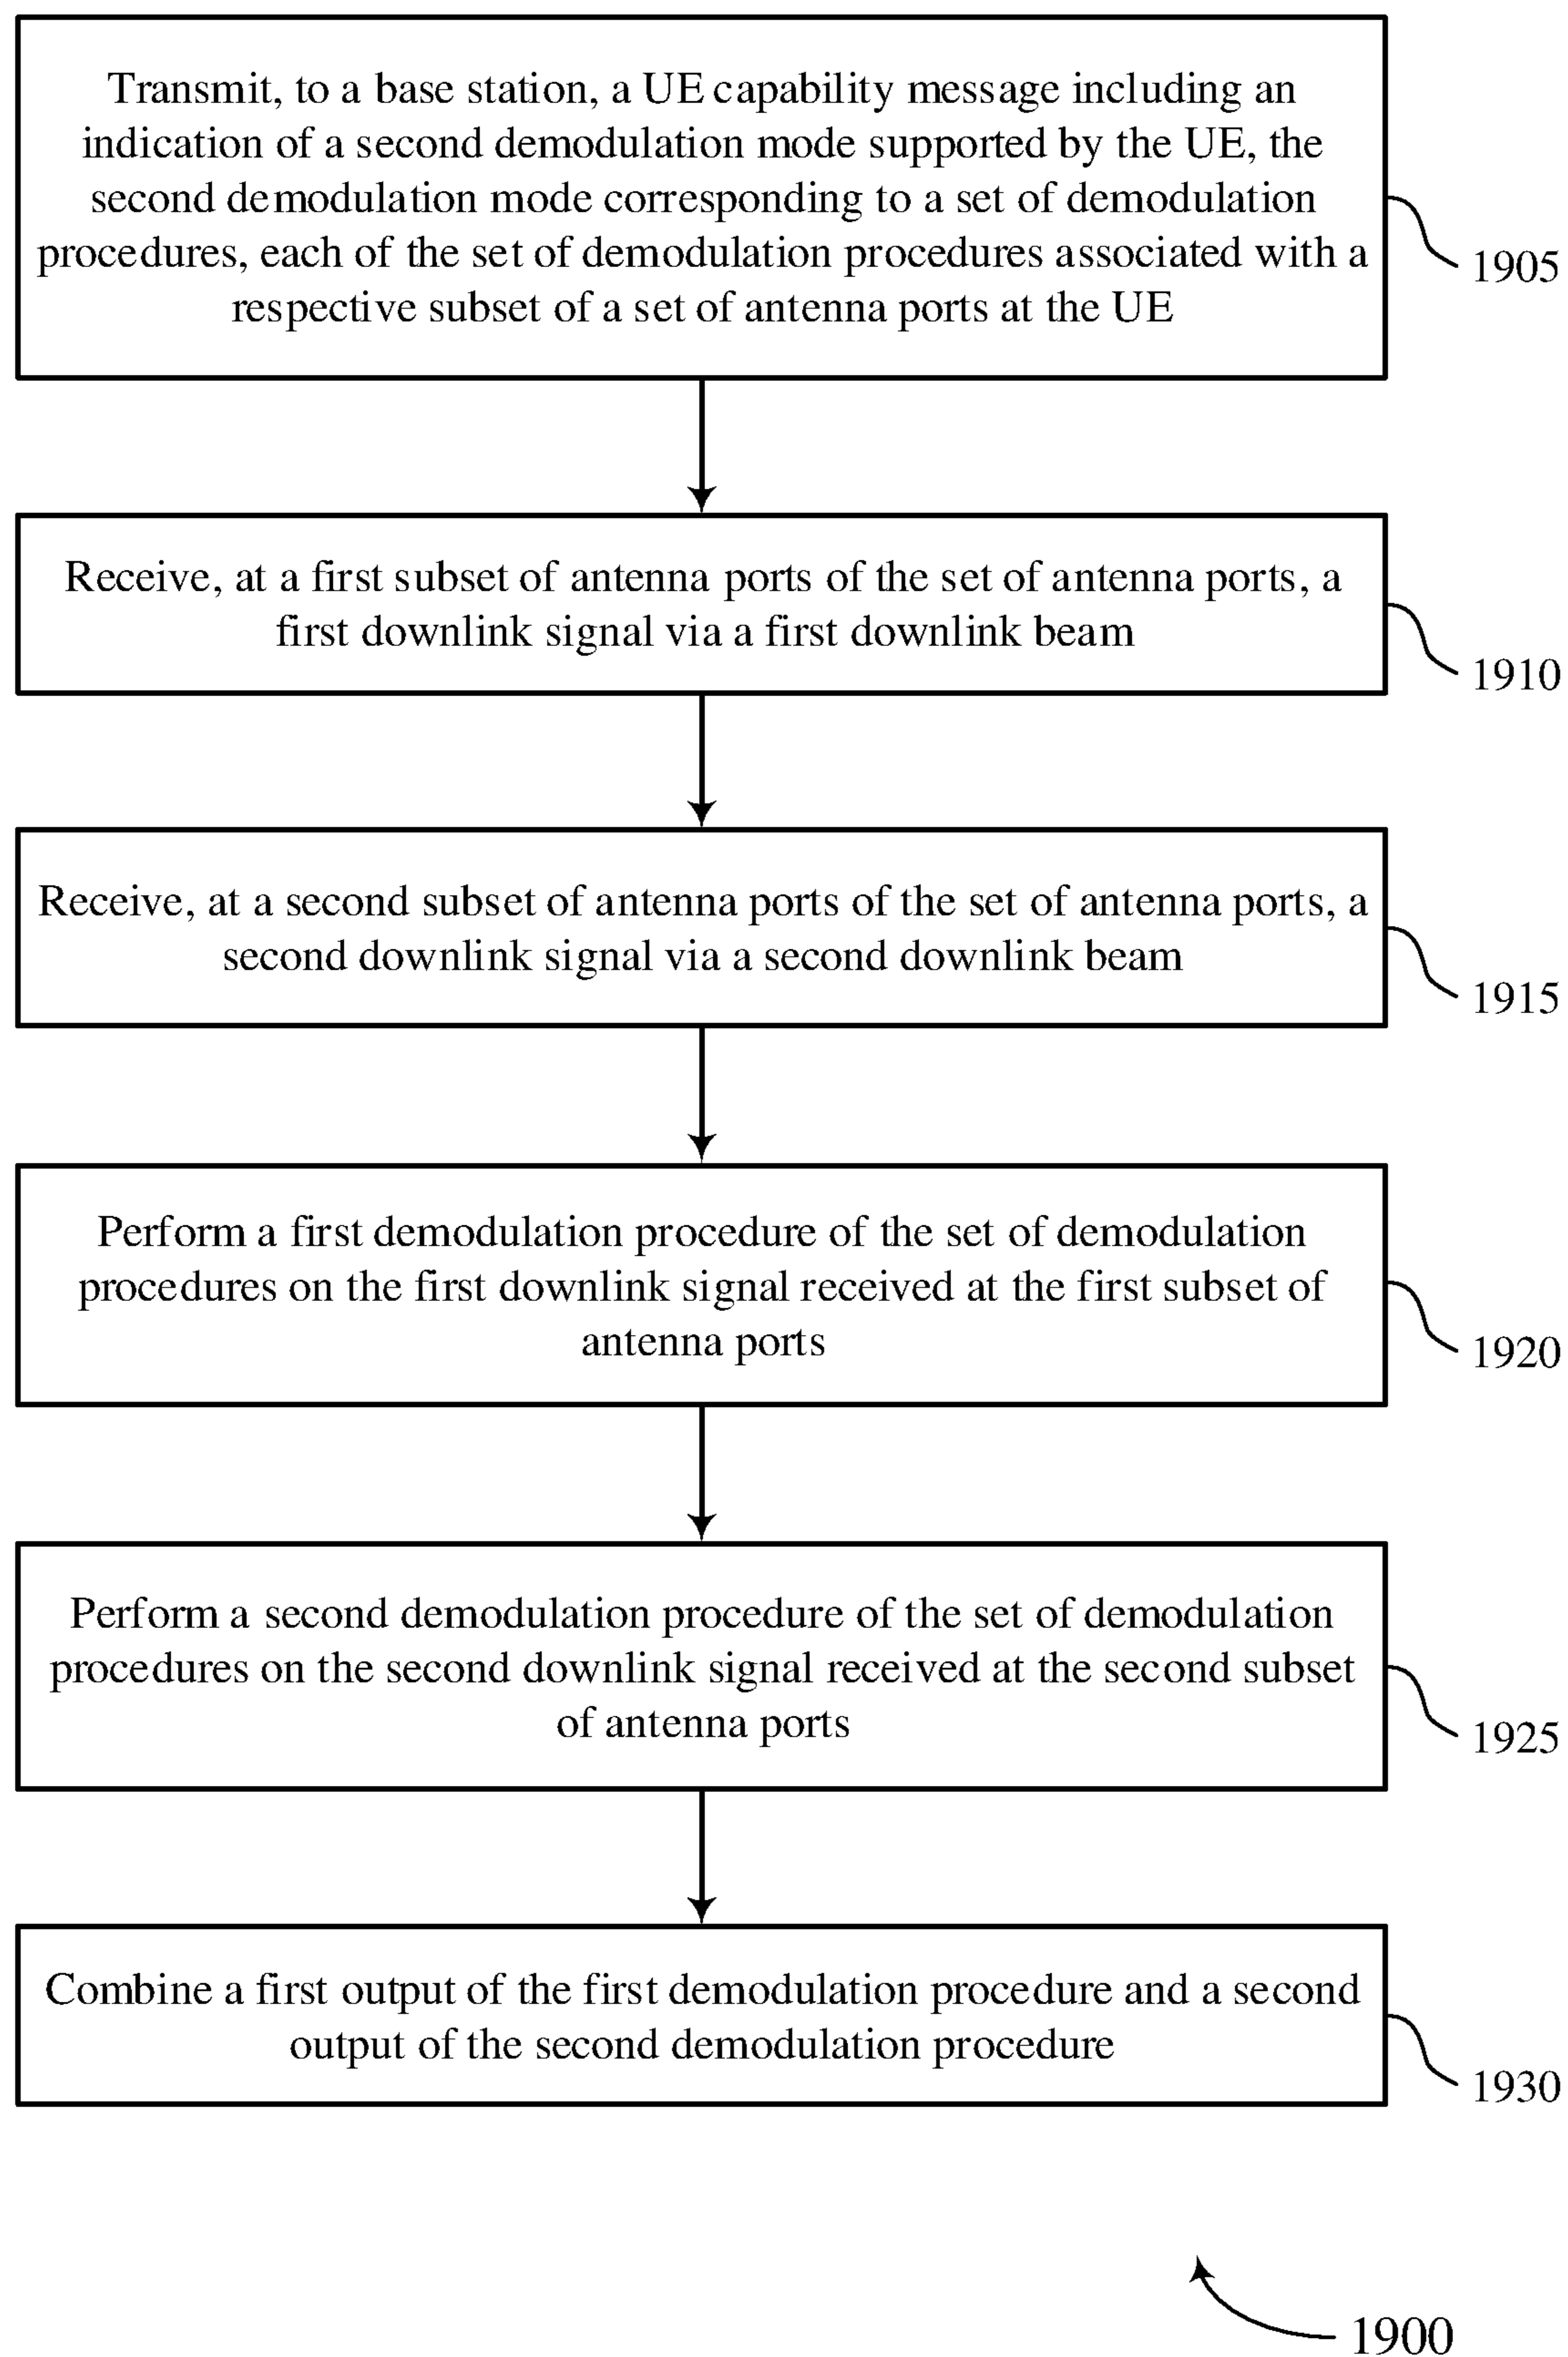 Transmit, to a base station, a UE capability message including an
indication of a second demodulation mode supported by the UE, the
second demodulation mode corresponding to a set of demodulation
procedures, each of the set of demodulation procedures associated with a
respective subset of a set of antenna ports at the UE
1905
Receive, at a first subset of antenna ports of the set of antenna ports, a
first downlink signal via a first downlink beam
1910
Receive, at a second subset of antenna ports of the set of antenna ports, a
second downlink signal via a second downlink beam
1915
Perform a first demodulation procedure of the set of demodulation
procedures on the first downlink signal received at the first subset of
antenna ports
1920
Perform a second demodulation procedure of the set of demodulation
procedures on the second downlink signal received at the second subset
of antenna ports
1925
Combine a first output of the first demodulation procedure and a second
output of the second demodulation procedure
1930
1900